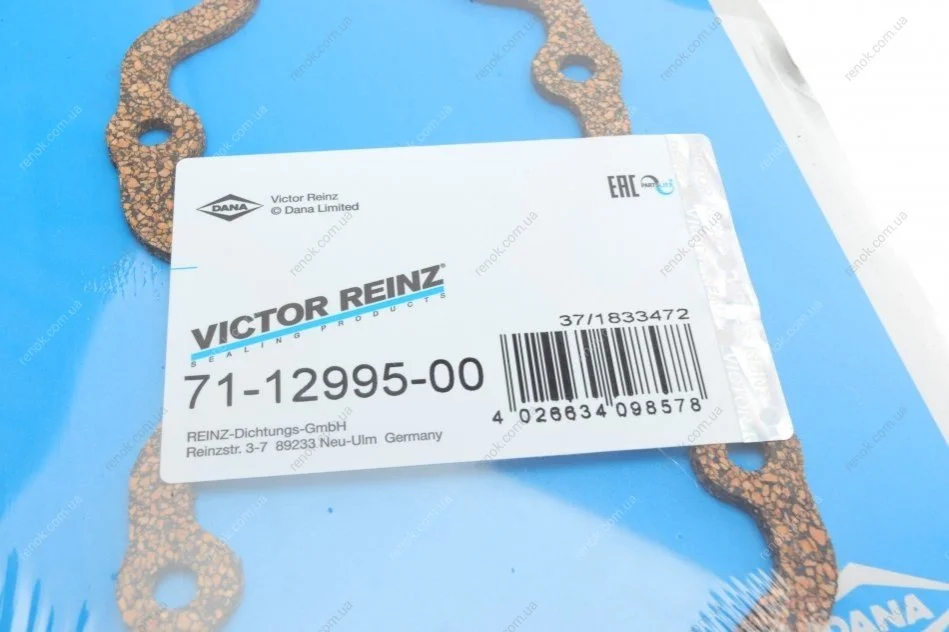 DANA
Victor Reinz
© Dana Limited
EAC
VICTOR REINZ®
SEALING PRODUCTS
71-12995-00
37/1833472
4 026634 098578
REINZ-Dichtungs-GmbH
Reinzstr. 3-7 89233 Neu-Ulm Germany
DANA
renok.com.ua